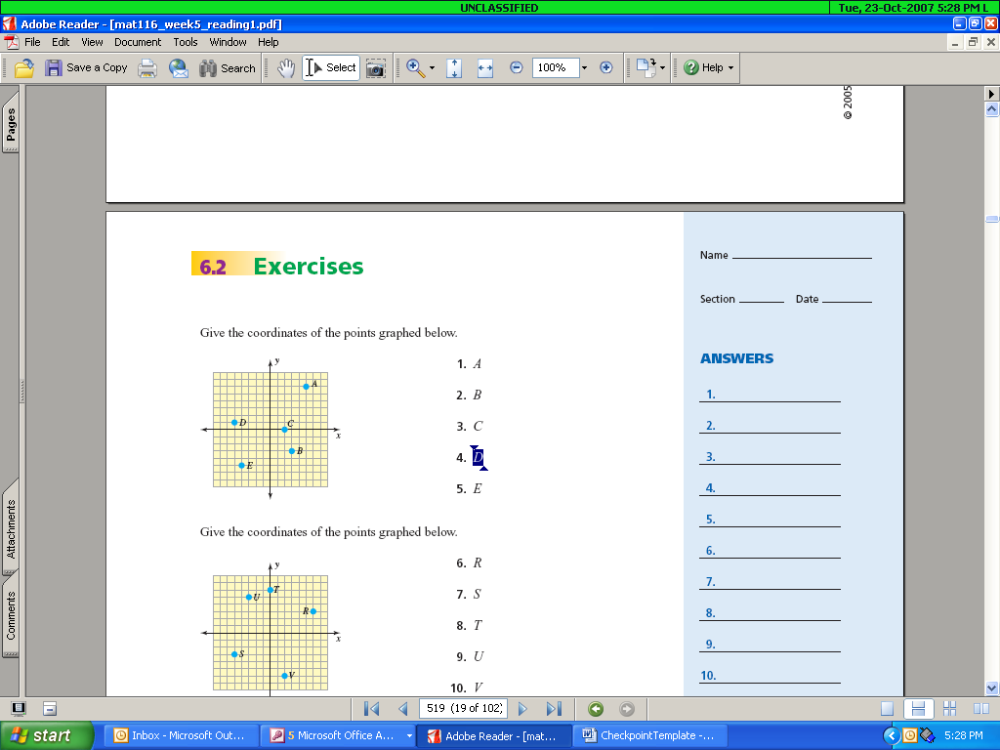 UNCLASSIFIED
Tue, 23-Oct-2007 5:28 PM L
Adobe Reader - [mat116_week5_reading1.pdf]
File Edit View Document Tools Window Help
Save a Copy Search Select 100% Help
Pages
Attachments
Comments
© 2005
6.2 Exercises
Name
Section Date
Give the coordinates of the points graphed below.
ANSWERS
y
A
D
C
x
B
E
1. A
2. B
3. C
4. D
5. E
Give the coordinates of the points graphed below.
y
T
U
R
x
S
V
6. R
7. S
8. T
9. U
10. V
1.
2.
3.
4.
5.
6.
7.
8.
9.
10.
519 (19 of 102)
start
Inbox - Microsoft Out...
5 Microsoft Office A...
Adobe Reader - [mat...
CheckpointTemplate -...
5:28 PM